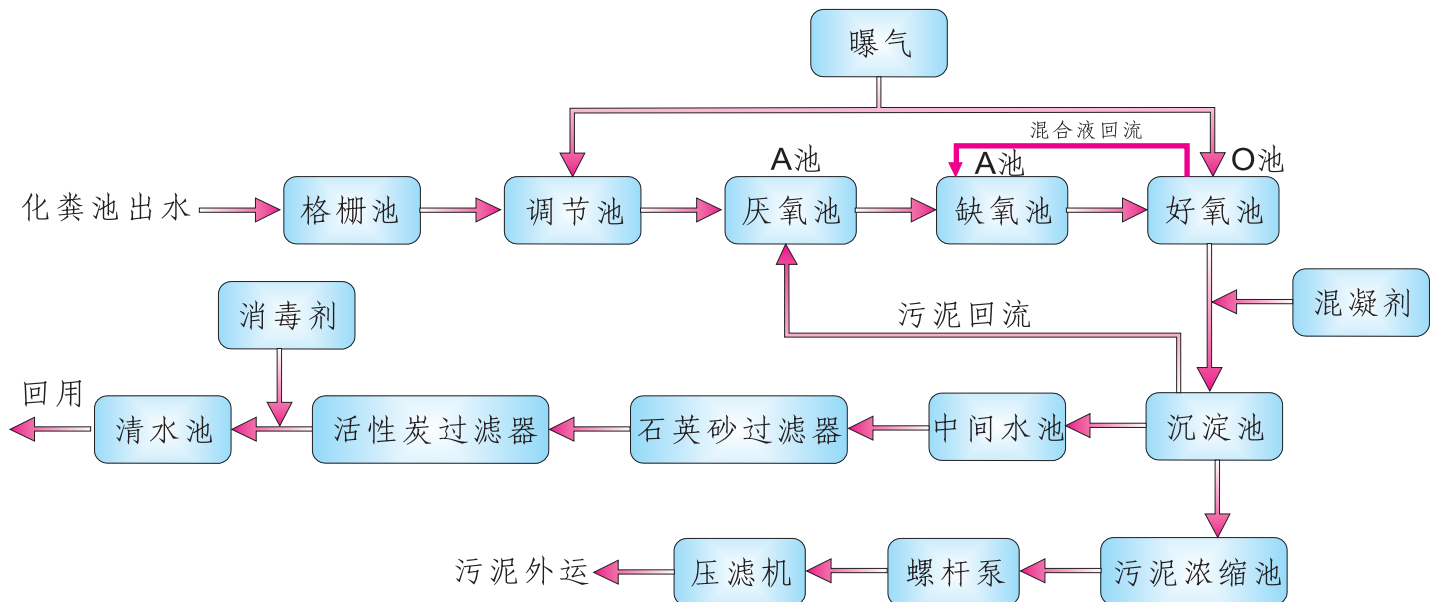 曝气
混合液回流
A池
A池
O池
化粪池出水
格栅池
调节池
厌氧池
缺氧池
好氧池
消毒剂
污泥回流
混凝剂
回用
清水池
活性炭过滤器
石英砂过滤器
中间水池
沉淀池
污泥外运
压滤机
螺杆泵
污泥浓缩池